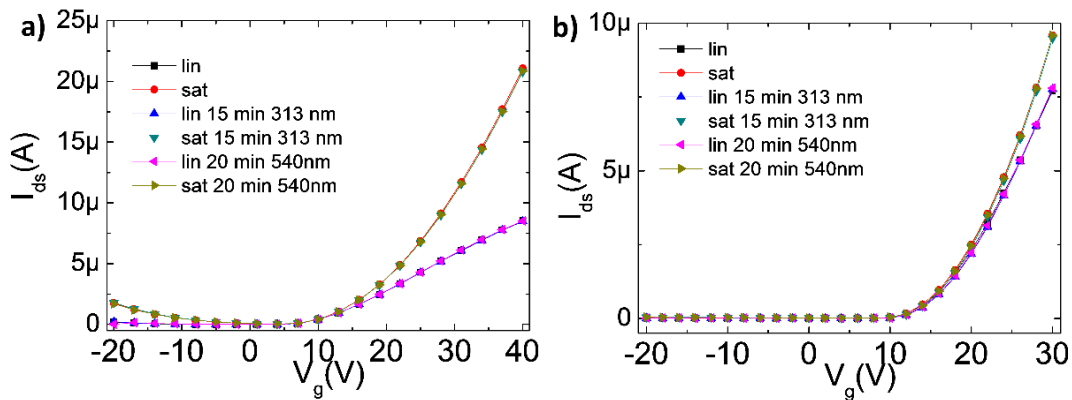 a)
I_ds(A)
25µ
20µ
15µ
10µ
5µ
0
lin
sat
lin 15 min 313 nm
sat 15 min 313 nm
lin 20 min 540nm
sat 20 min 540nm
-20 -10 0 10 20 30 40
V_g(V)
b)
I_ds(A)
10µ
5µ
0
lin
sat
lin 15 min 313 nm
sat 15 min 313 nm
lin 20 min 540nm
sat 20 min 540nm
-20 -10 0 10 20 30
V_g(V)